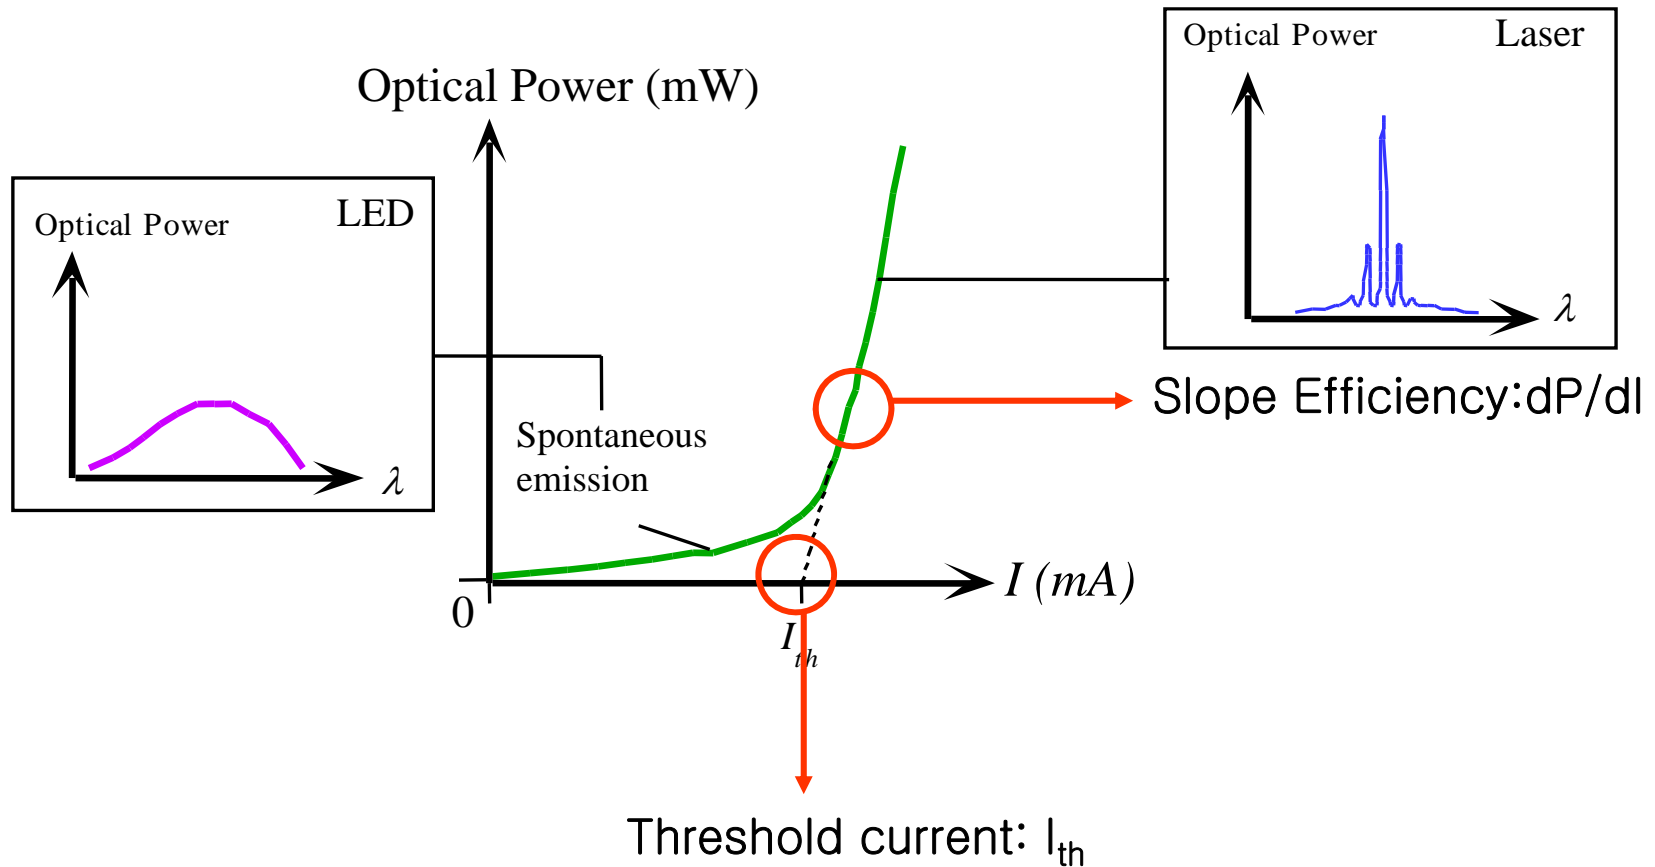 Optical Power
Laser
Optical Power (mW)
LED
Optical Power
λ
Slope Efficiency:dP/dI
Spontaneous
emission
λ
I (mA)
0
Ith
Threshold current: Ith